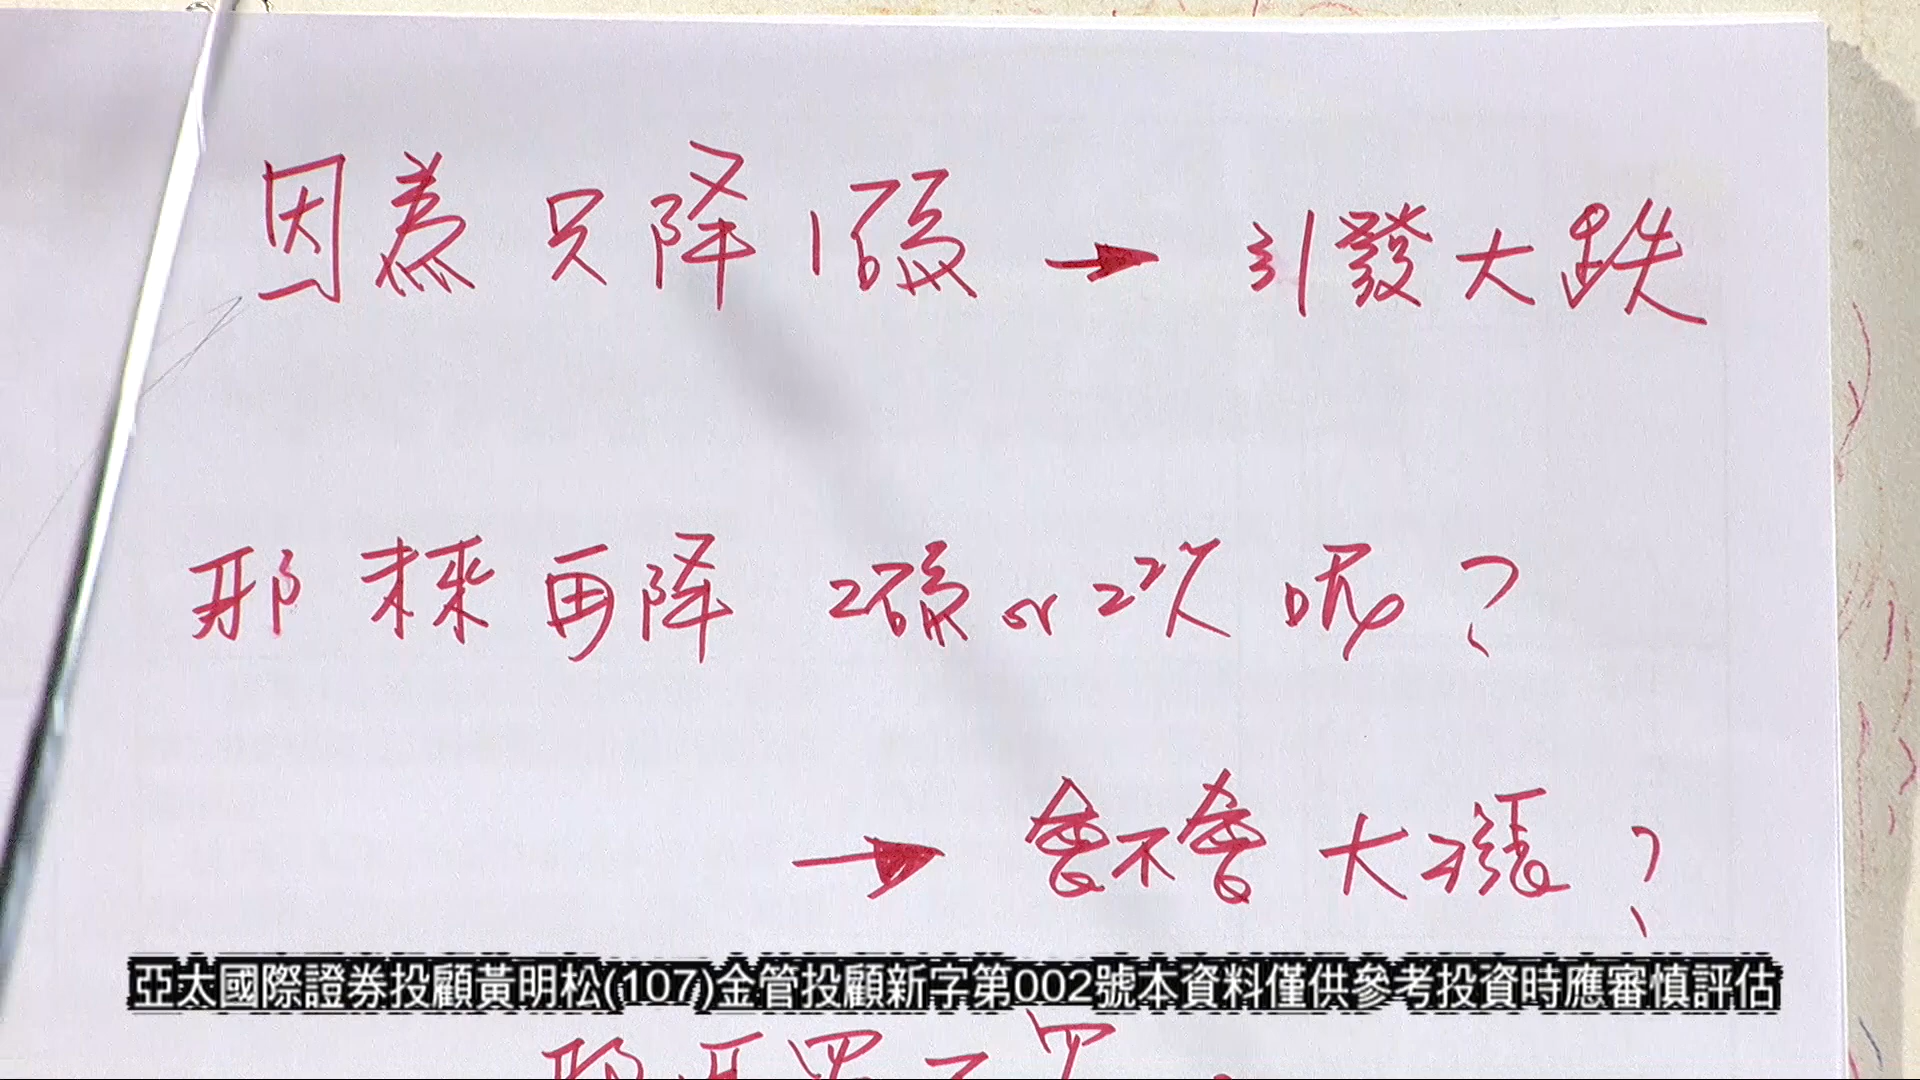 因為只降1碼→引發大跌
那未來再降2碼or2次呢?
→會不會大漲?
亞太國際證券投顧黃明松(107)金管投顧新字第002號本資料僅供參考投資時應審慎評估